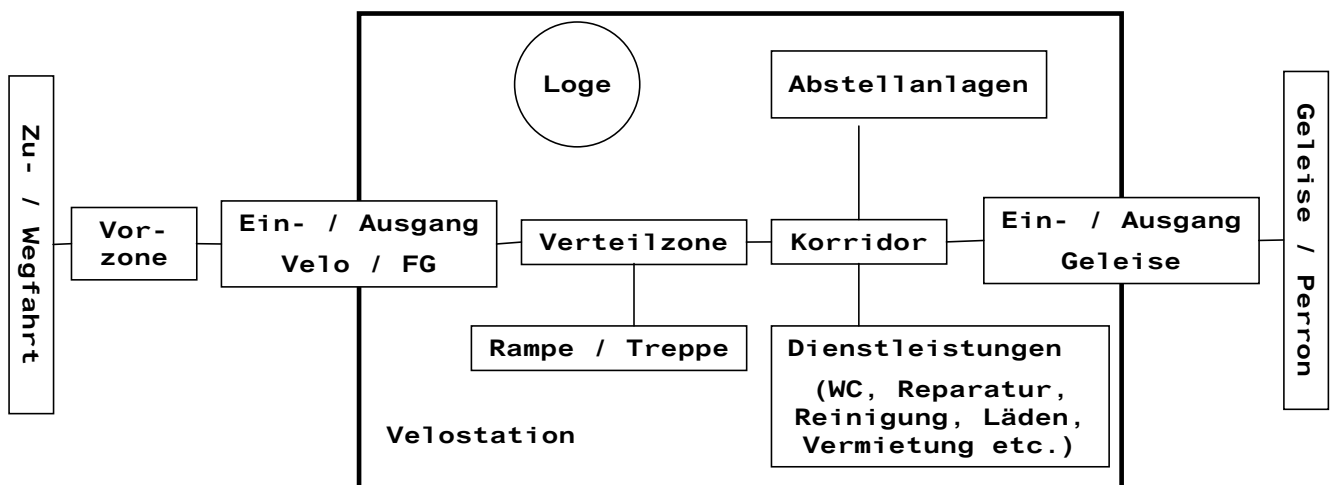 Zu- / Wegfahrt
Vor-
zone
Ein- / Ausgang
Velo / FG
Loge
Verteilzone
Rampe / Treppe
Velostation
Abstellanlagen
Korridor
Dienstleistungen
(WC, Reparatur,
Reinigung, Läden,
Vermietung etc.)
Ein- / Ausgang
Geleise
Geleise / Perron